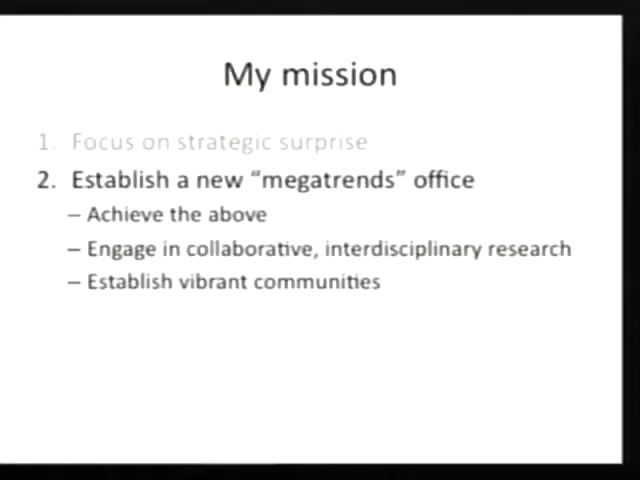 My mission
1. Focus on strategic surprise
2. Establish a new “megatrends” office
– Achieve the above
– Engage in collaborative, interdisciplinary research
– Establish vibrant communities